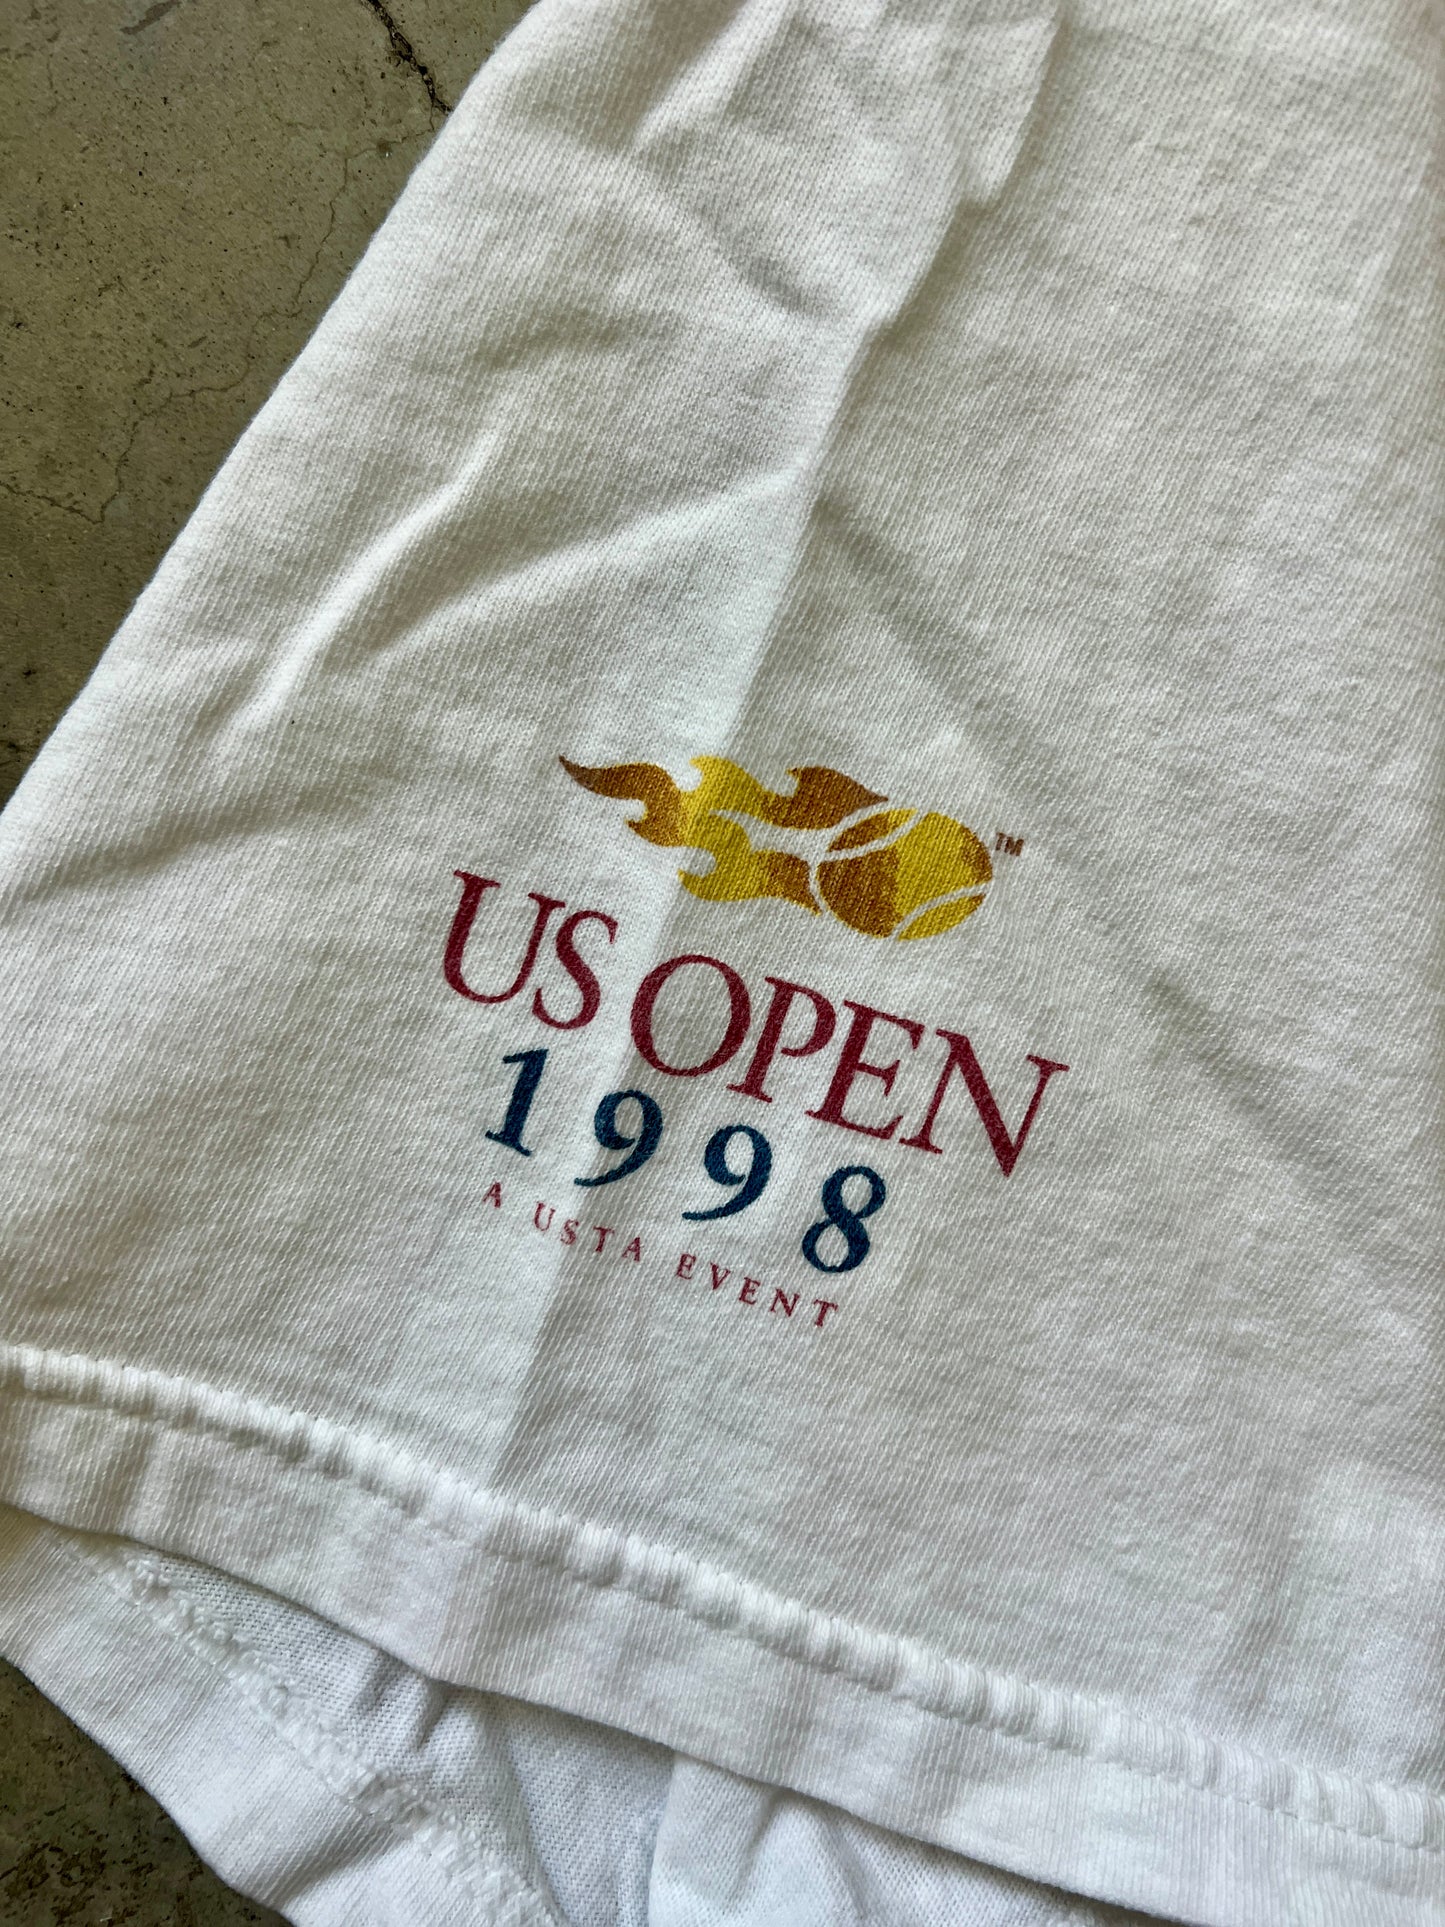 TM
US OPEN
1998
A USTA EVENT